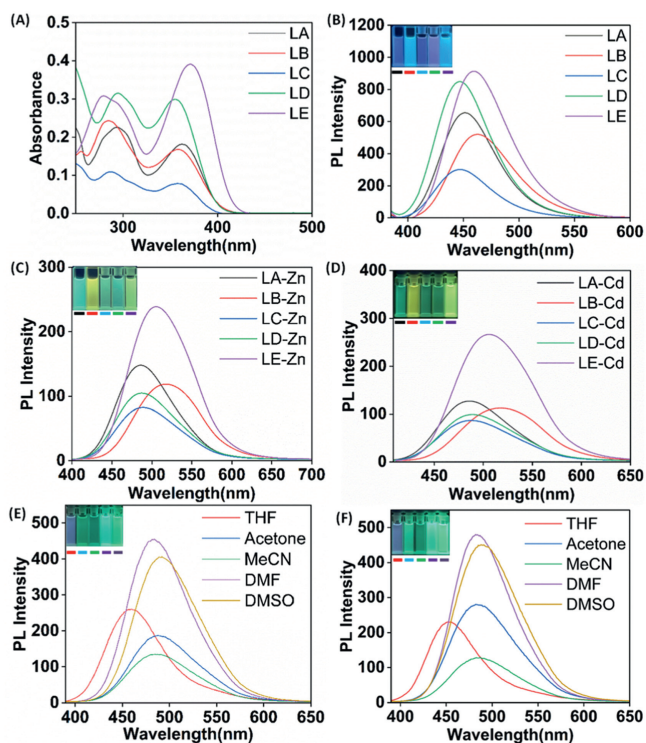 (A)
0.5
0.4
0.3
0.2
0.1
0.0
Absorbance
300
400
500
Wavelength(nm)
LA
LB
LC
LD
LE
(B)
1200
1000
800
600
400
200
0
PL Intensity
400
450
500
550
600
Wavelength(nm)
LA
LB
LC
LD
LE
(C)
300
200
100
0
PL Intensity
400
450
500
550
600
650
700
Wavelength(nm)
LA-Zn
LB-Zn
LC-Zn
LD-Zn
LE-Zn
(D)
400
300
200
100
0
PL Intensity
450
500
550
600
650
Wavelength(nm)
LA-Cd
LB-Cd
LC-Cd
LD-Cd
LE-Cd
(E)
500
400
300
200
100
0
PL Intensity
400
450
500
550
600
650
Wavelength(nm)
THF
Acetone
MeCN
DMF
DMSO
(F)
500
400
300
200
100
0
PL Intensity
400
450
500
550
600
650
Wavelength(nm)
THF
Acetone
MeCN
DMF
DMSO